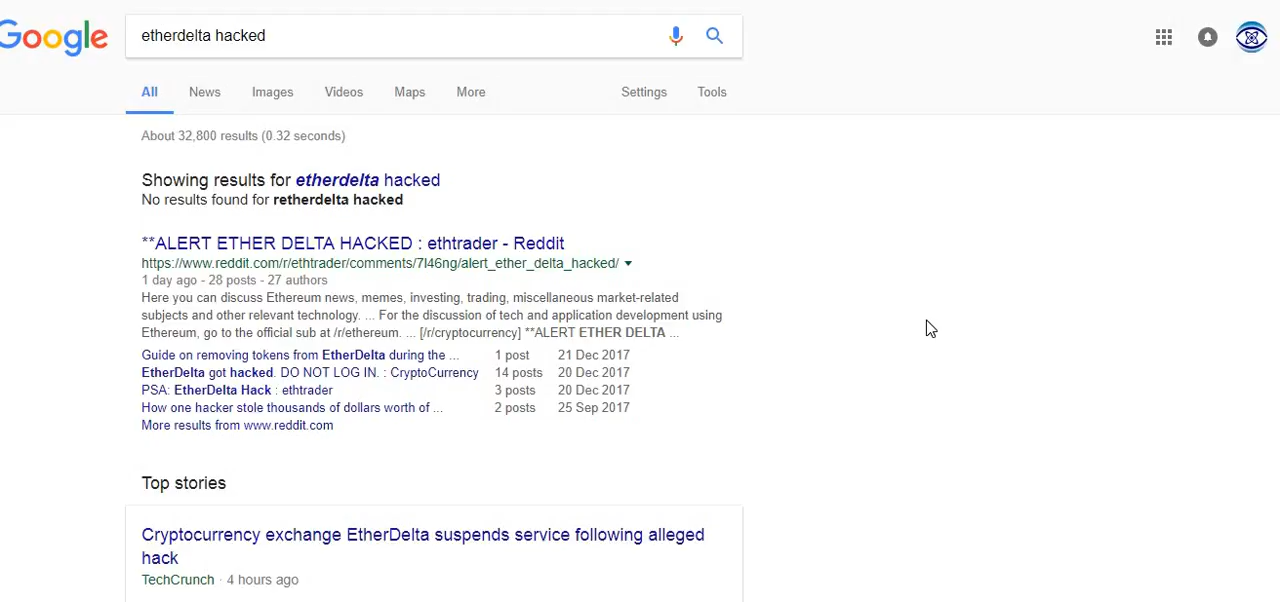 Google
etherdelta hacked
All News Images Videos Maps More Settings Tools
About 32,800 results (0.32 seconds)
Showing results for etherdelta hacked
No results found for retherdelta hacked
**ALERT ETHER DELTA HACKED : ethtrader - Reddit
https://www.reddit.com/r/ethtrader/comments/7l46ng/alert_ether_delta_hacked/
1 day ago - 28 posts - 27 authors
Here you can discuss Ethereum news, memes, investing, trading, miscellaneous market-related
subjects and other relevant technology. ... For the discussion of tech and application development using
Ethereum, go to the official sub at /r/ethereum. ... [/r/cryptocurrency] **ALERT ETHER DELTA ...
Guide on removing tokens from EtherDelta during the ... 1 post 21 Dec 2017
EtherDelta got hacked. DO NOT LOG IN. : CryptoCurrency 14 posts 20 Dec 2017
PSA: EtherDelta Hack : ethtrader 3 posts 20 Dec 2017
How one hacker stole thousands of dollars worth of ... 2 posts 25 Sep 2017
More results from www.reddit.com
Top stories
Cryptocurrency exchange EtherDelta suspends service following alleged
hack
TechCrunch · 4 hours ago